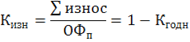 Кизн = ∑ износ / ОФп = 1 − Кгодн